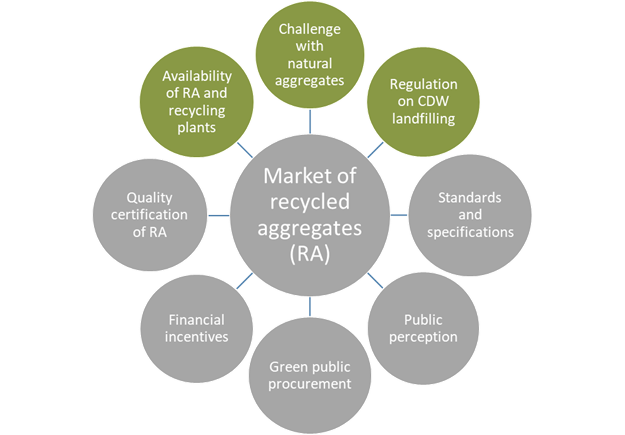 Challenge
with
natural
aggregates
Regulation
on CDW
landfilling
Standards
and
specifications
Public
perception
Green public
procurement
Financial
incentives
Quality
certification
of RA
Availability
of RA and
recycling
plants
Market of
recycled
aggregates
(RA)